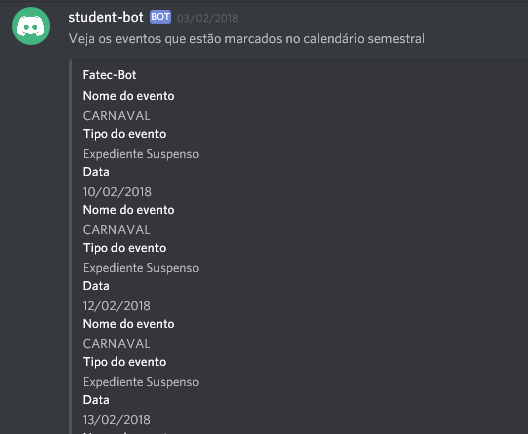 student-bot BOT 03/02/2018
Veja os eventos que estão marcados no calendário semestral
Fatec-Bot
Nome do evento
CARNAVAL
Tipo do evento
Expediente Suspenso
Data
10/02/2018
Nome do evento
CARNAVAL
Tipo do evento
Expediente Suspenso
Data
12/02/2018
Nome do evento
CARNAVAL
Tipo do evento
Expediente Suspenso
Data
13/02/2018